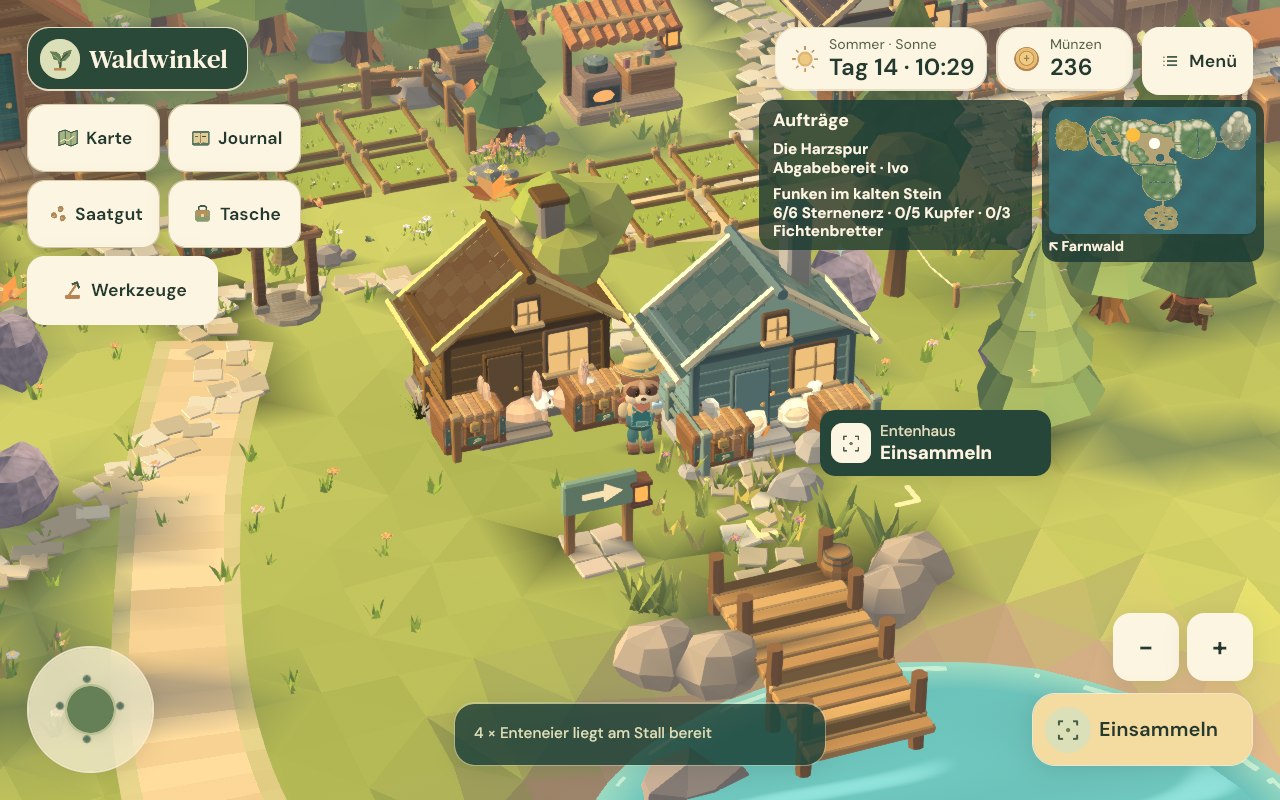 Waldwinkel
Karte
Journal
Saatgut
Tasche
Werkzeuge
Sommer · Sonne
Tag 14 · 10:29
Münzen
236
Menü
Aufträge
Die Harzspur
Abgabebereit · Ivo
Funken im kalten Stein
6/6 Sternenerz · 0/5 Kupfer · 0/3
Fichtenbretter
Farnwald
Entenhaus
Einsammeln
4 × Enteneier liegt am Stall bereit
−
+
Einsammeln